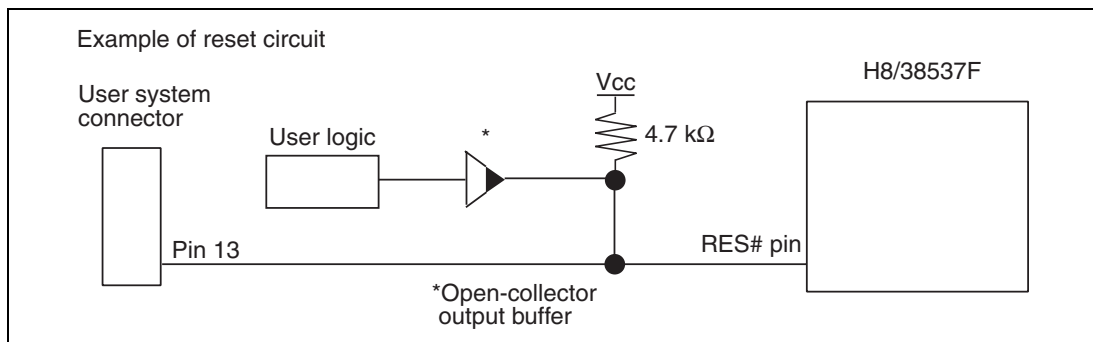 Example of reset circuit
H8/38537F
User system
connector
Vcc
User logic
*
4.7 kΩ
Pin 13
RES# pin
*Open-collector
output buffer